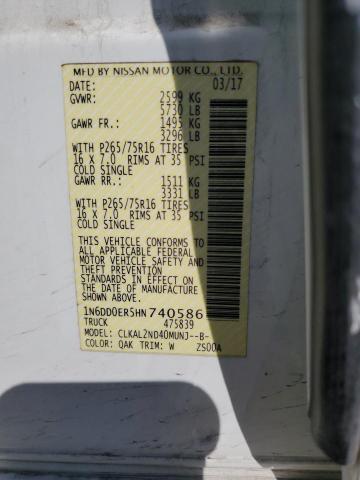 MFD BY NISSAN MOTOR CO., LTD.
DATE: 03/17
GVWR: 2599 KG
5730 LB
GAWR FR.: 1495 KG
3296 LB
WITH P265/75R16 TIRES
16 X 7.0 RIMS AT 35 PSI
COLD SINGLE
GAWR RR.: 1511 KG
3331 LB
WITH P265/75R16 TIRES
16 X 7.0 RIMS AT 35 PSI
COLD SINGLE
THIS VEHICLE CONFORMS TO
ALL APPLICABLE FEDERAL
MOTOR VEHICLE SAFETY
AND THEFT PREVENTION
STANDARDS IN EFFECT ON
THE DATE OF MANUFACTURE
SHOWN ABOVE.
1N6DD0ER5HN740586
TRUCK 475839
MODEL: CLKAL2ND40MUNJ--B-
COLOR: QAK TRIM: W ZS00A